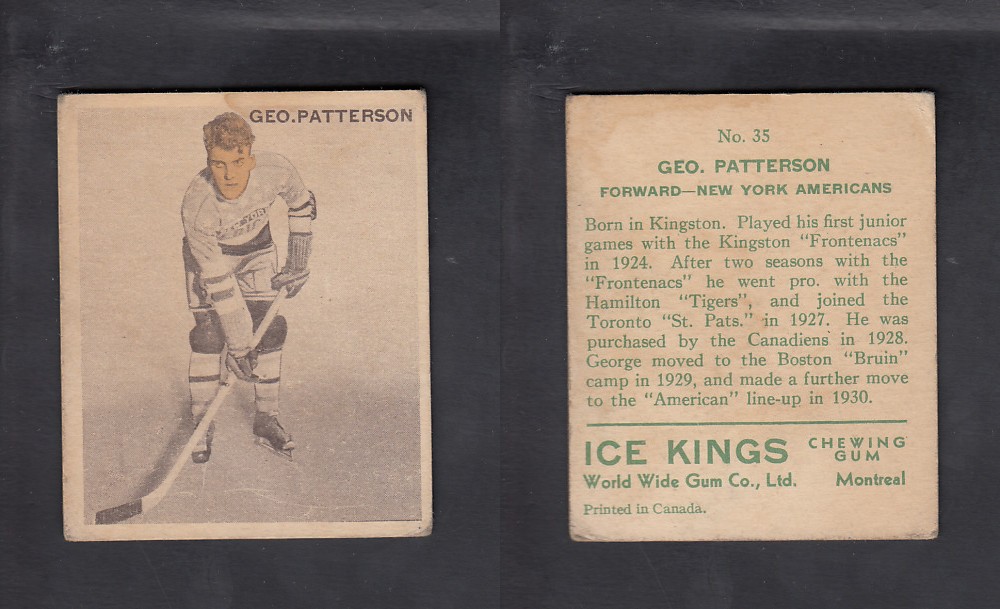 GEO.PATTERSON
NEW YORK
No. 35
GEO. PATTERSON
FORWARD—NEW YORK AMERICANS
Born in Kingston. Played his first junior
games with the Kingston "Frontenacs"
in 1924. After two seasons with the
"Frontenacs" he went pro. with the
Hamilton "Tigers", and joined the
Toronto "St. Pats." in 1927. He was
purchased by the Canadiens in 1928.
George moved to the Boston "Bruin"
camp in 1929, and made a further move
to the "American" line-up in 1930.
ICE KINGS CHEWING GUM
World Wide Gum Co., Ltd. Montreal
Printed in Canada.